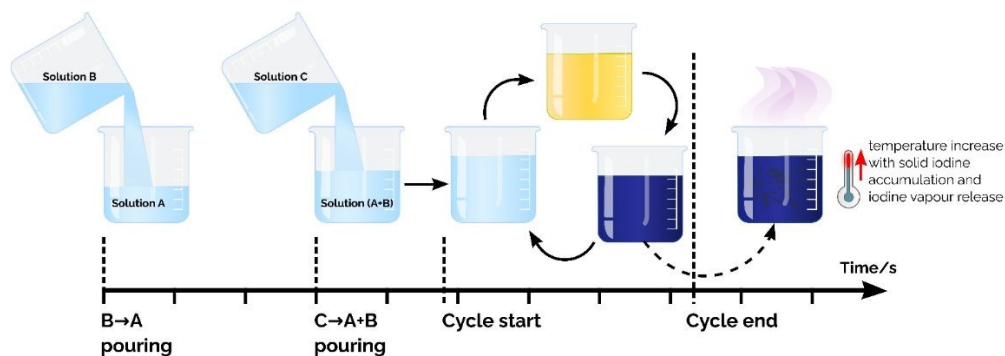 Solution B
Solution A
Solution C
Solution (A+B)
temperature increase
with solid iodine
accumulation and
iodine vapour release
Time/s
B→A
pouring
C→A+B
pouring
Cycle start
Cycle end